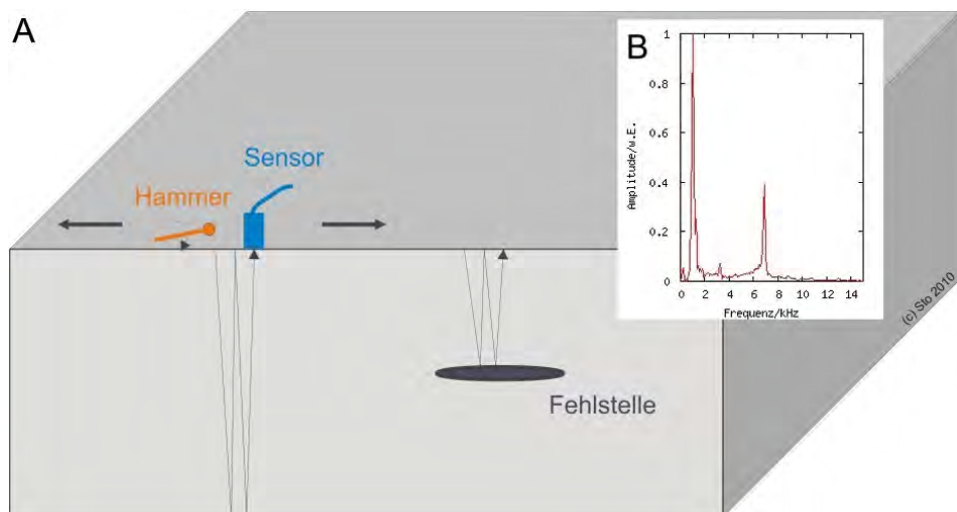 A
Sensor
Hammer
Fehlstelle
B
Amplitude/w.E.
1
0.8
0.6
0.4
0.2
0
0 2 4 6 8 10 12 14
Frequenz/kHz
(c) Sto 2010